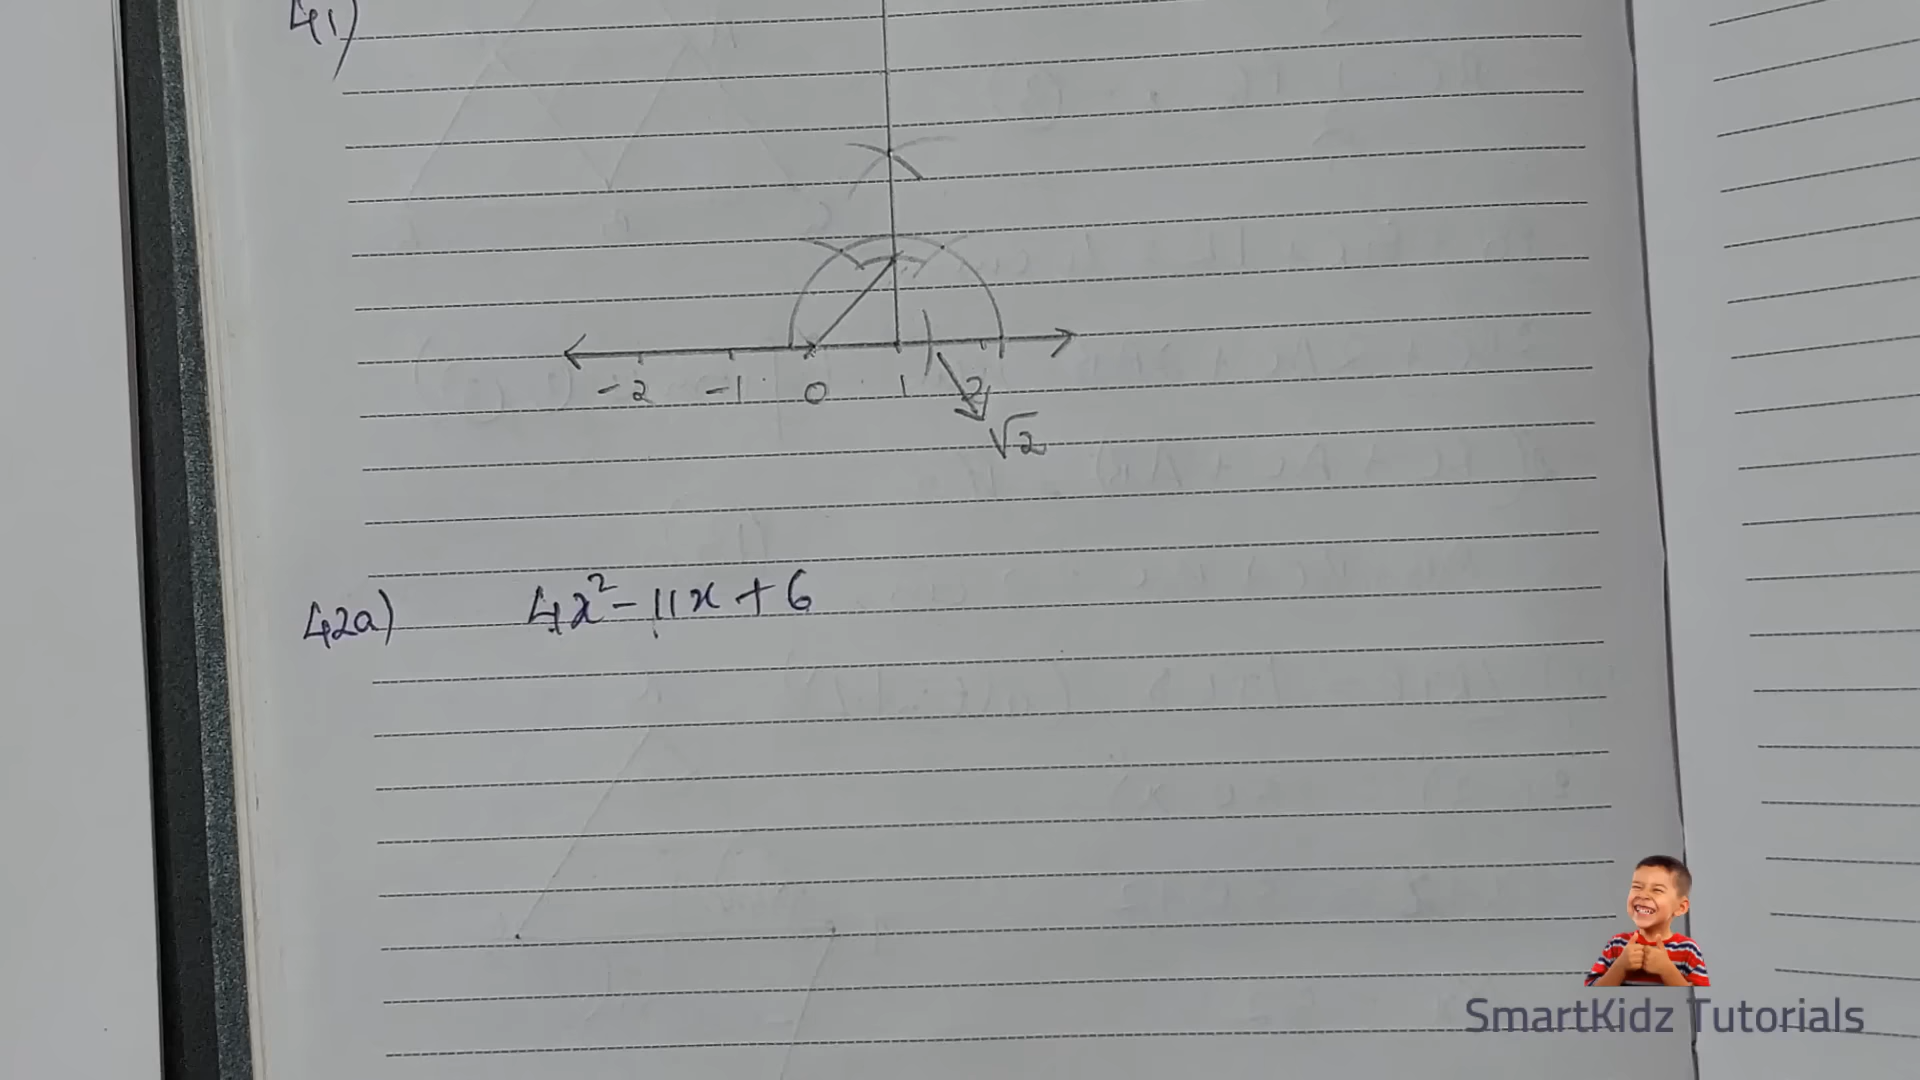 41)
-2 -1 0 1 2
√2
42a) 4x² - 11x + 6
SmartKidz Tutorials